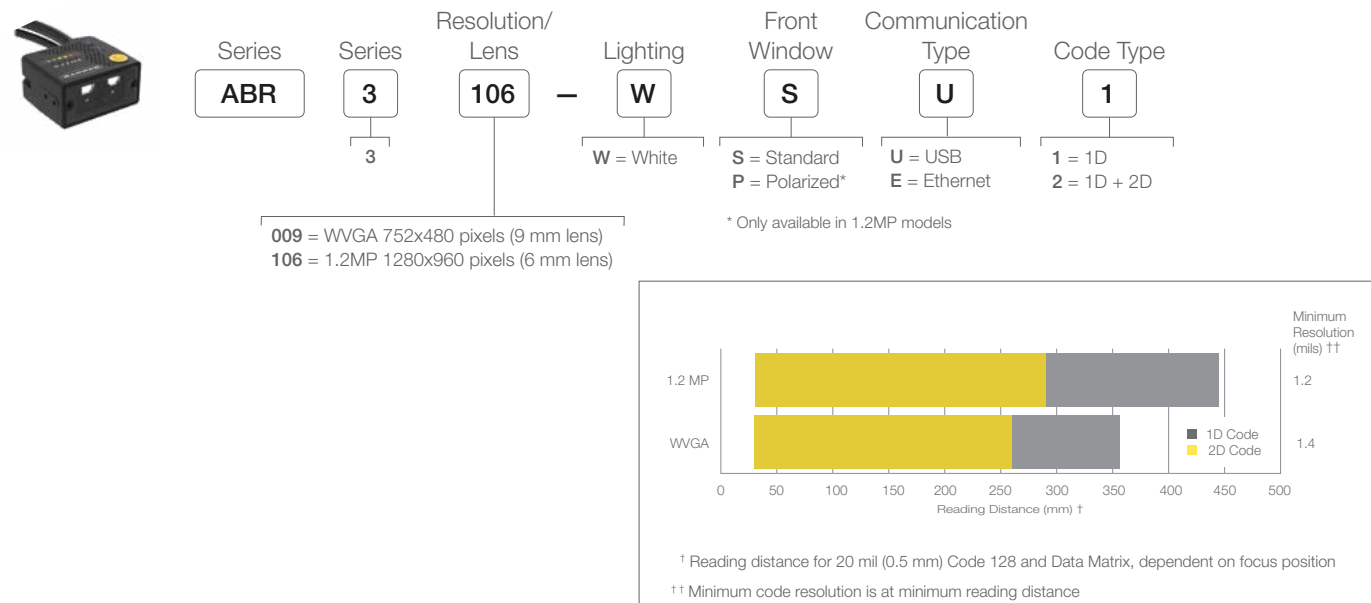 Series
Series
Resolution/
Lens
Lighting
Front
Window
Communication
Type
Code Type
ABR
3
106
–
W
S
U
1
3
W = White
S = Standard
P = Polarized*
U = USB
E = Ethernet
1 = 1D
2 = 1D + 2D
* Only available in 1.2MP models
009 = WVGA 752x480 pixels (9 mm lens)
106 = 1.2MP 1280x960 pixels (6 mm lens)
Minimum
Resolution
(mils) ††
1.2 MP
1.2
WVGA
1.4
1D Code
2D Code
0 50 100 150 200 250 300 350 400 450 500
Reading Distance (mm) †
† Reading distance for 20 mil (0.5 mm) Code 128 and Data Matrix, dependent on focus position
†† Minimum code resolution is at minimum reading distance